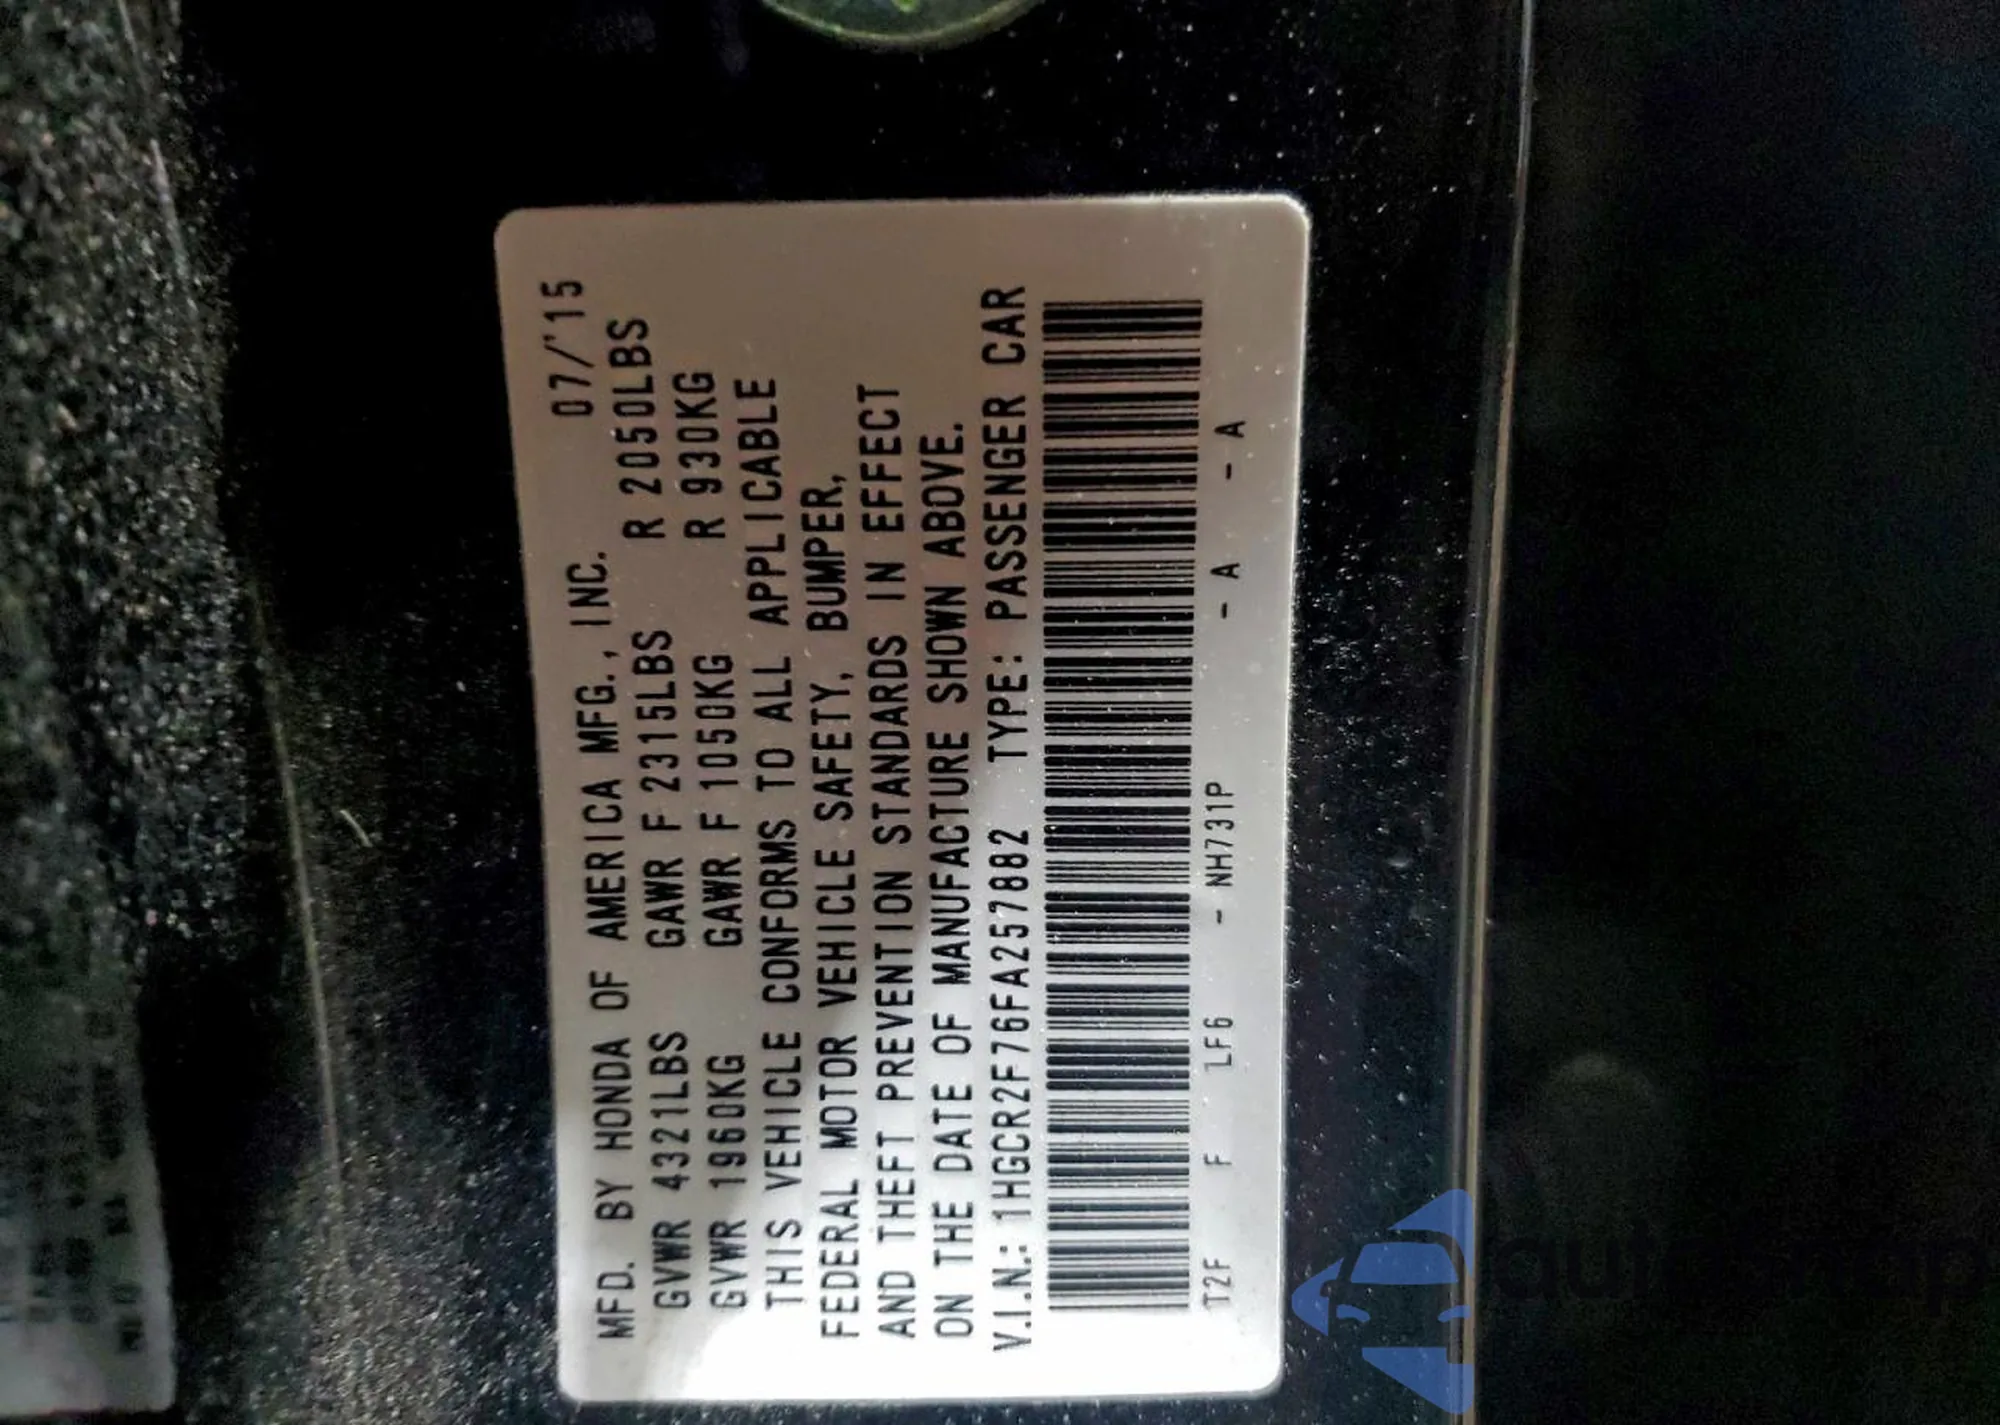 MFD. BY HONDA OF AMERICA MFG., INC. 07/'15
GVWR 4321LBS GAWR F 2315LBS R 2050LBS
GVWR 1960KG GAWR F 1050KG R 930KG
THIS VEHICLE CONFORMS TO ALL APPLICABLE
FEDERAL MOTOR VEHICLE SAFETY, BUMPER,
AND THEFT PREVENTION STANDARDS IN EFFECT
ON THE DATE OF MANUFACTURE SHOWN ABOVE.
V.I.N.: 1HGCR2F76FA257882 TYPE: PASSENGER CAR
T2F F LF6 - NH731P - A - A